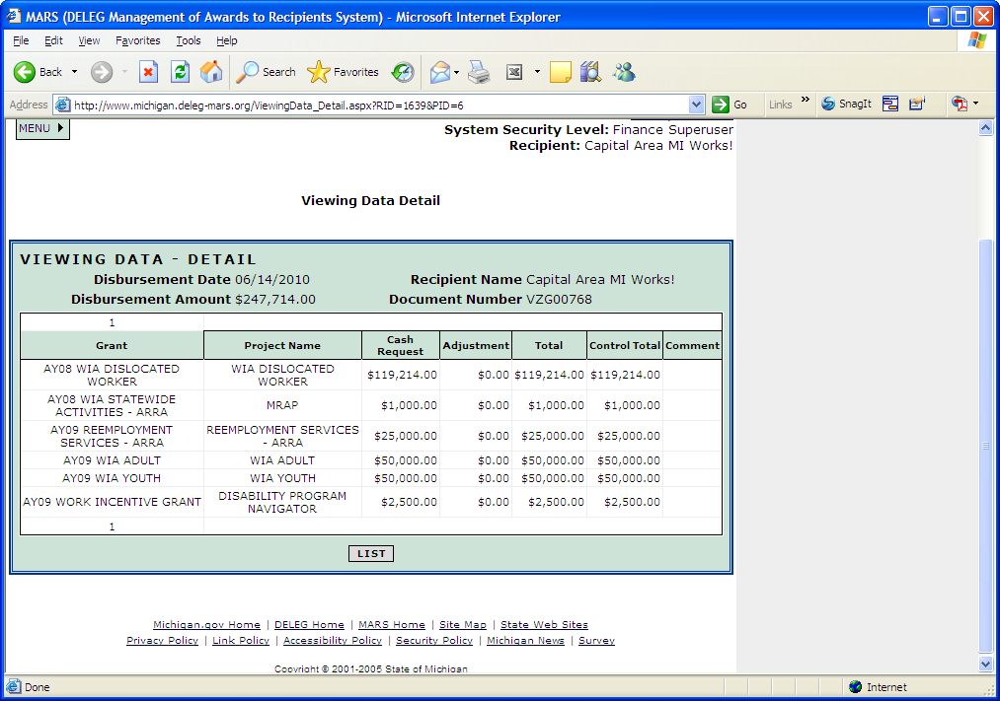 MARS (DELEG Management of Awards to Recipients System) - Microsoft Internet Explorer
File Edit View Favorites Tools Help
Back Search Favorites
Address http://www.michigan.deleg-mars.org/ViewingData_Detail.aspx?RID=1639&PID=6 Go Links » SnagIt
MENU
System Security Level: Finance Superuser
Recipient: Capital Area MI Works!
Viewing Data Detail
VIEWING DATA - DETAIL
Disbursement Date 06/14/2010 Recipient Name Capital Area MI Works!
Disbursement Amount $247,714.00 Document Number VZG00768
1
Grant Project Name Cash Request Adjustment Total Control Total Comment
AY08 WIA DISLOCATED WORKER WIA DISLOCATED WORKER $119,214.00 $0.00 $119,214.00 $119,214.00
AY08 WIA STATEWIDE ACTIVITIES - ARRA MRAP $1,000.00 $0.00 $1,000.00 $1,000.00
AY09 REEMPLOYMENT SERVICES - ARRA REEMPLOYMENT SERVICES - ARRA $25,000.00 $0.00 $25,000.00 $25,000.00
AY09 WIA ADULT WIA ADULT $50,000.00 $0.00 $50,000.00 $50,000.00
AY09 WIA YOUTH WIA YOUTH $50,000.00 $0.00 $50,000.00 $50,000.00
AY09 WORK INCENTIVE GRANT DISABILITY PROGRAM NAVIGATOR $2,500.00 $0.00 $2,500.00 $2,500.00
1
LIST
Michigan.gov Home | DELEG Home | MARS Home | Site Map | State Web Sites
Privacy Policy | Link Policy | Accessibility Policy | Security Policy | Michigan News | Survey
Copyright © 2001-2005 State of Michigan
Done Internet